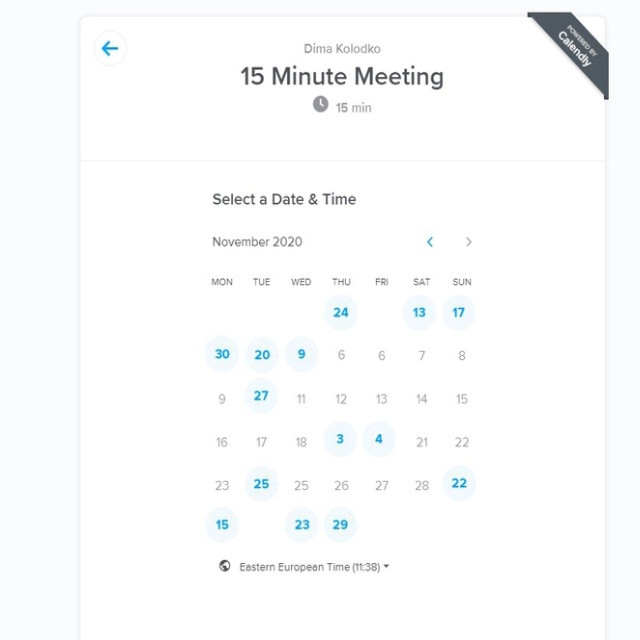 POWERED BY
Calendly
Dima Kolodko
15 Minute Meeting
15 min
Select a Date & Time
November 2020
MON TUE WED THU FRI SAT SUN
24 13 17
30 20 9 6 6 7 8
9 27 11 12 13 14 15
16 17 18 3 4 21 22
23 25 25 26 27 28 22
15 23 29
Eastern European Time (11:38)